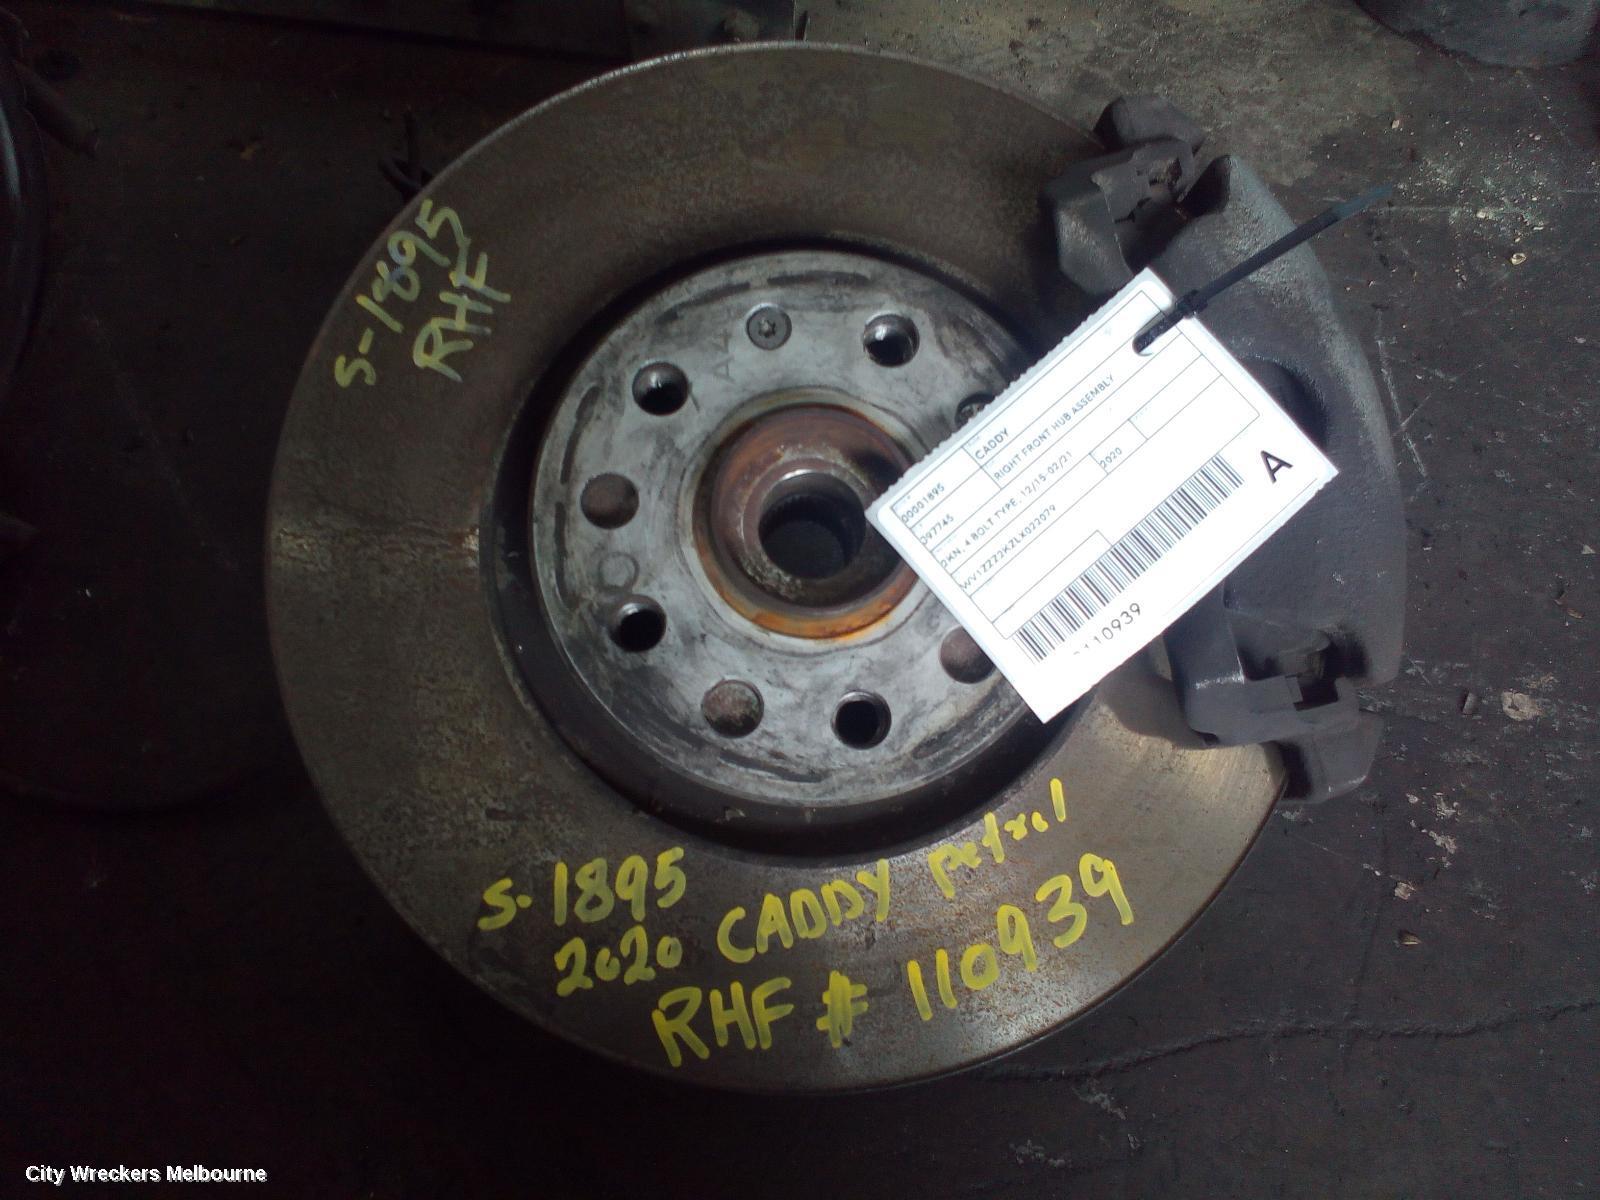 S-1895
RHF
CADDY
RIGHT FRONT HUB ASSEMBLY
00001895
097745
2KN, 4 BOLT TYPE, 12/15-02/21
2020
WV1ZZZ2KZLX022079
A
110939
S-1895
2020 CADDY Petrol
RHF # 110939
City Wreckers Melbourne